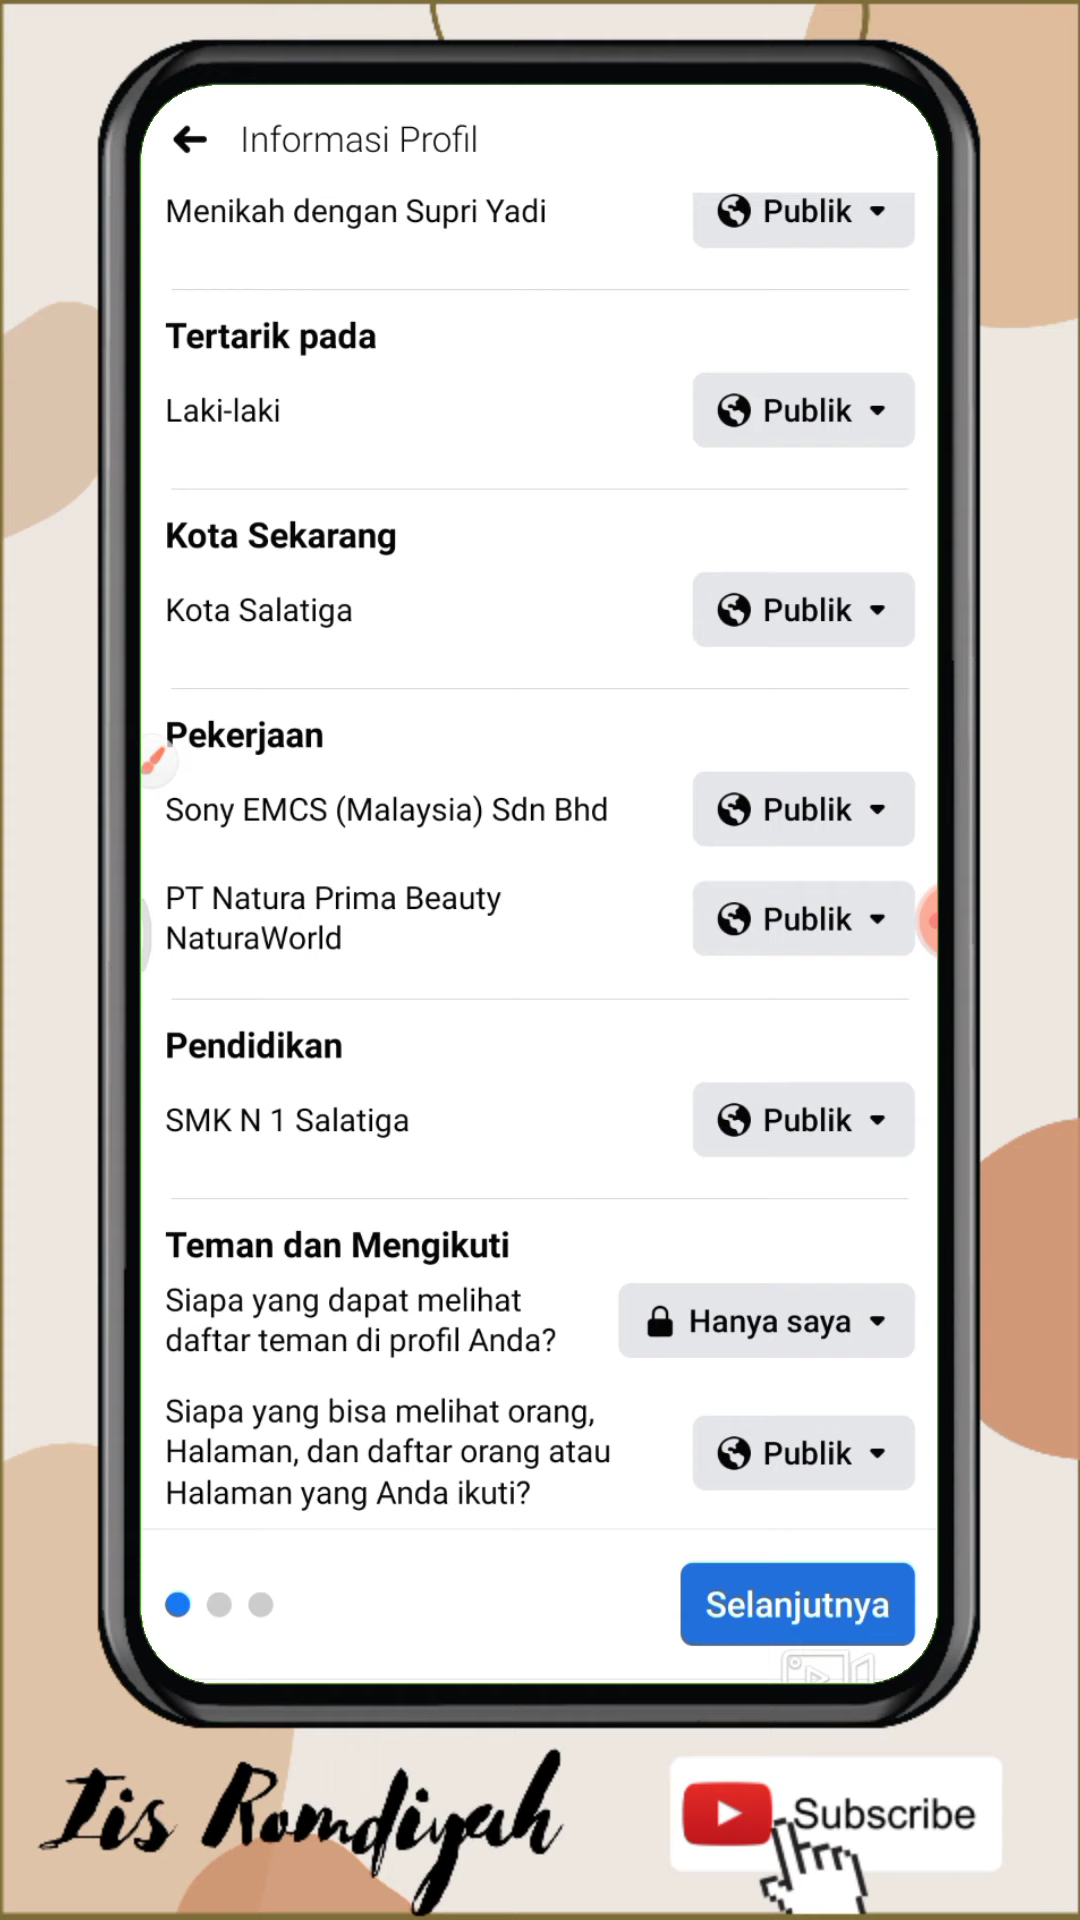 Informasi Profil
Menikah dengan Supri Yadi
Publik
Tertarik pada
Laki-laki
Publik
Kota Sekarang
Kota Salatiga
Publik
Pekerjaan
Sony EMCS (Malaysia) Sdn Bhd
Publik
PT Natura Prima Beauty
NaturaWorld
Publik
Pendidikan
SMK N 1 Salatiga
Publik
Teman dan Mengikuti
Siapa yang dapat melihat
daftar teman di profil Anda?
Hanya saya
Siapa yang bisa melihat orang,
Halaman, dan daftar orang atau
Halaman yang Anda ikuti?
Publik
Selanjutnya
Iis Romdiyah
Subscribe